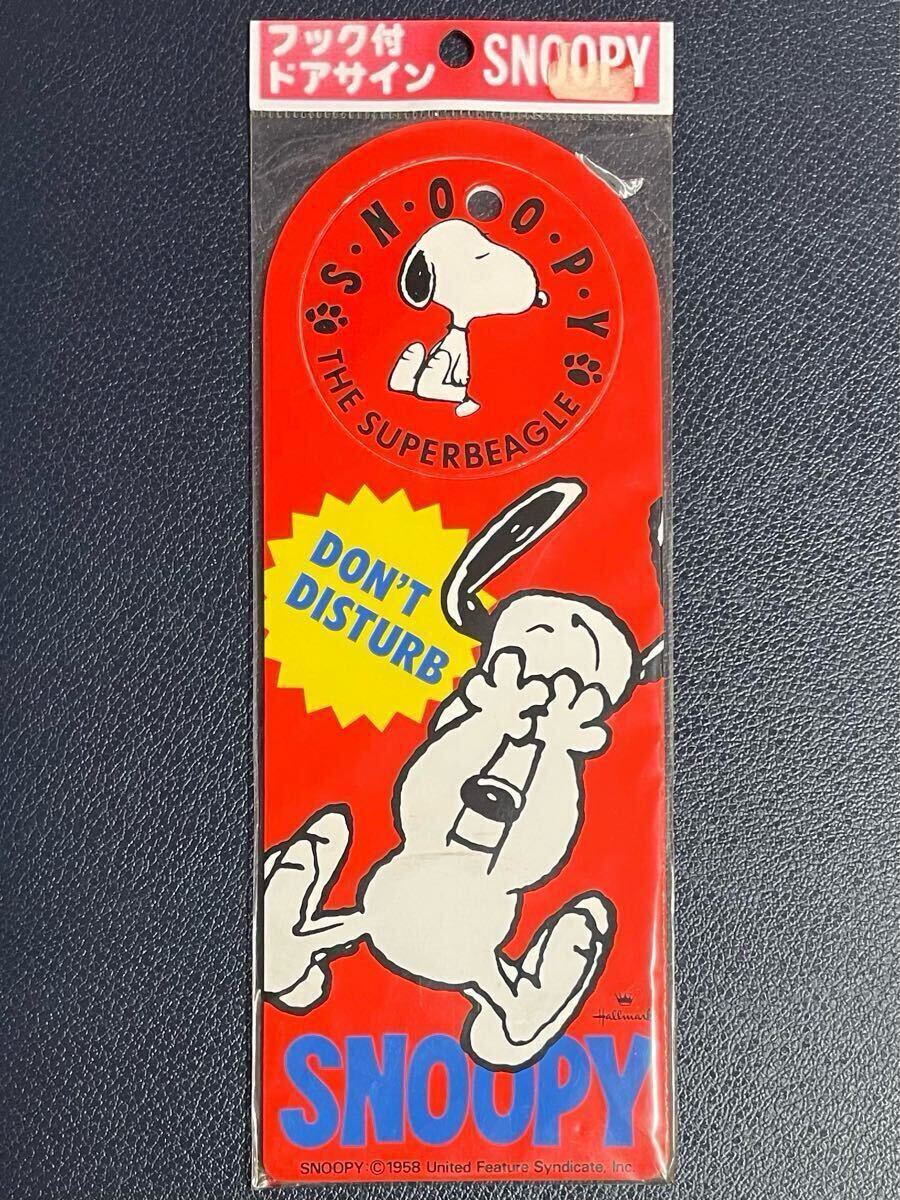 フック付
ドアサイン
SNOOPY
S・N・O・O・P・Y
THE SUPERBEAGLE
DON'T
DISTURB
Hallmark
SNOOPY
SNOOPY:©1958 United Feature Syndicate, Inc.